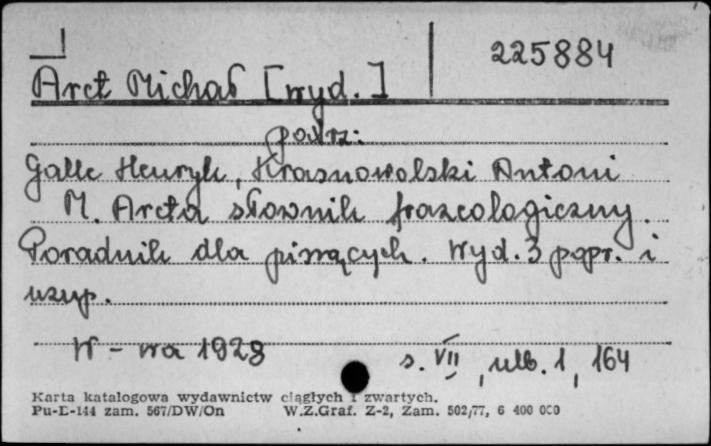 225884
Arct Michał [wyd.]
patrz:
Galle Henryk, Krasnowolski Antoni
M. Arcta słownik frazeologiczny.
Poradnik dla piszących. Wyd. 3 popr. i
uzup.
W-wa 1928
s. VII, nlb. 1, 164
Karta katalogowa wydawnictw ciągłych i zwartych.
Pu-E-144 zam. 567/DW/On W.Z.Graf. Z-2, Zam. 502/77, 6 400 000